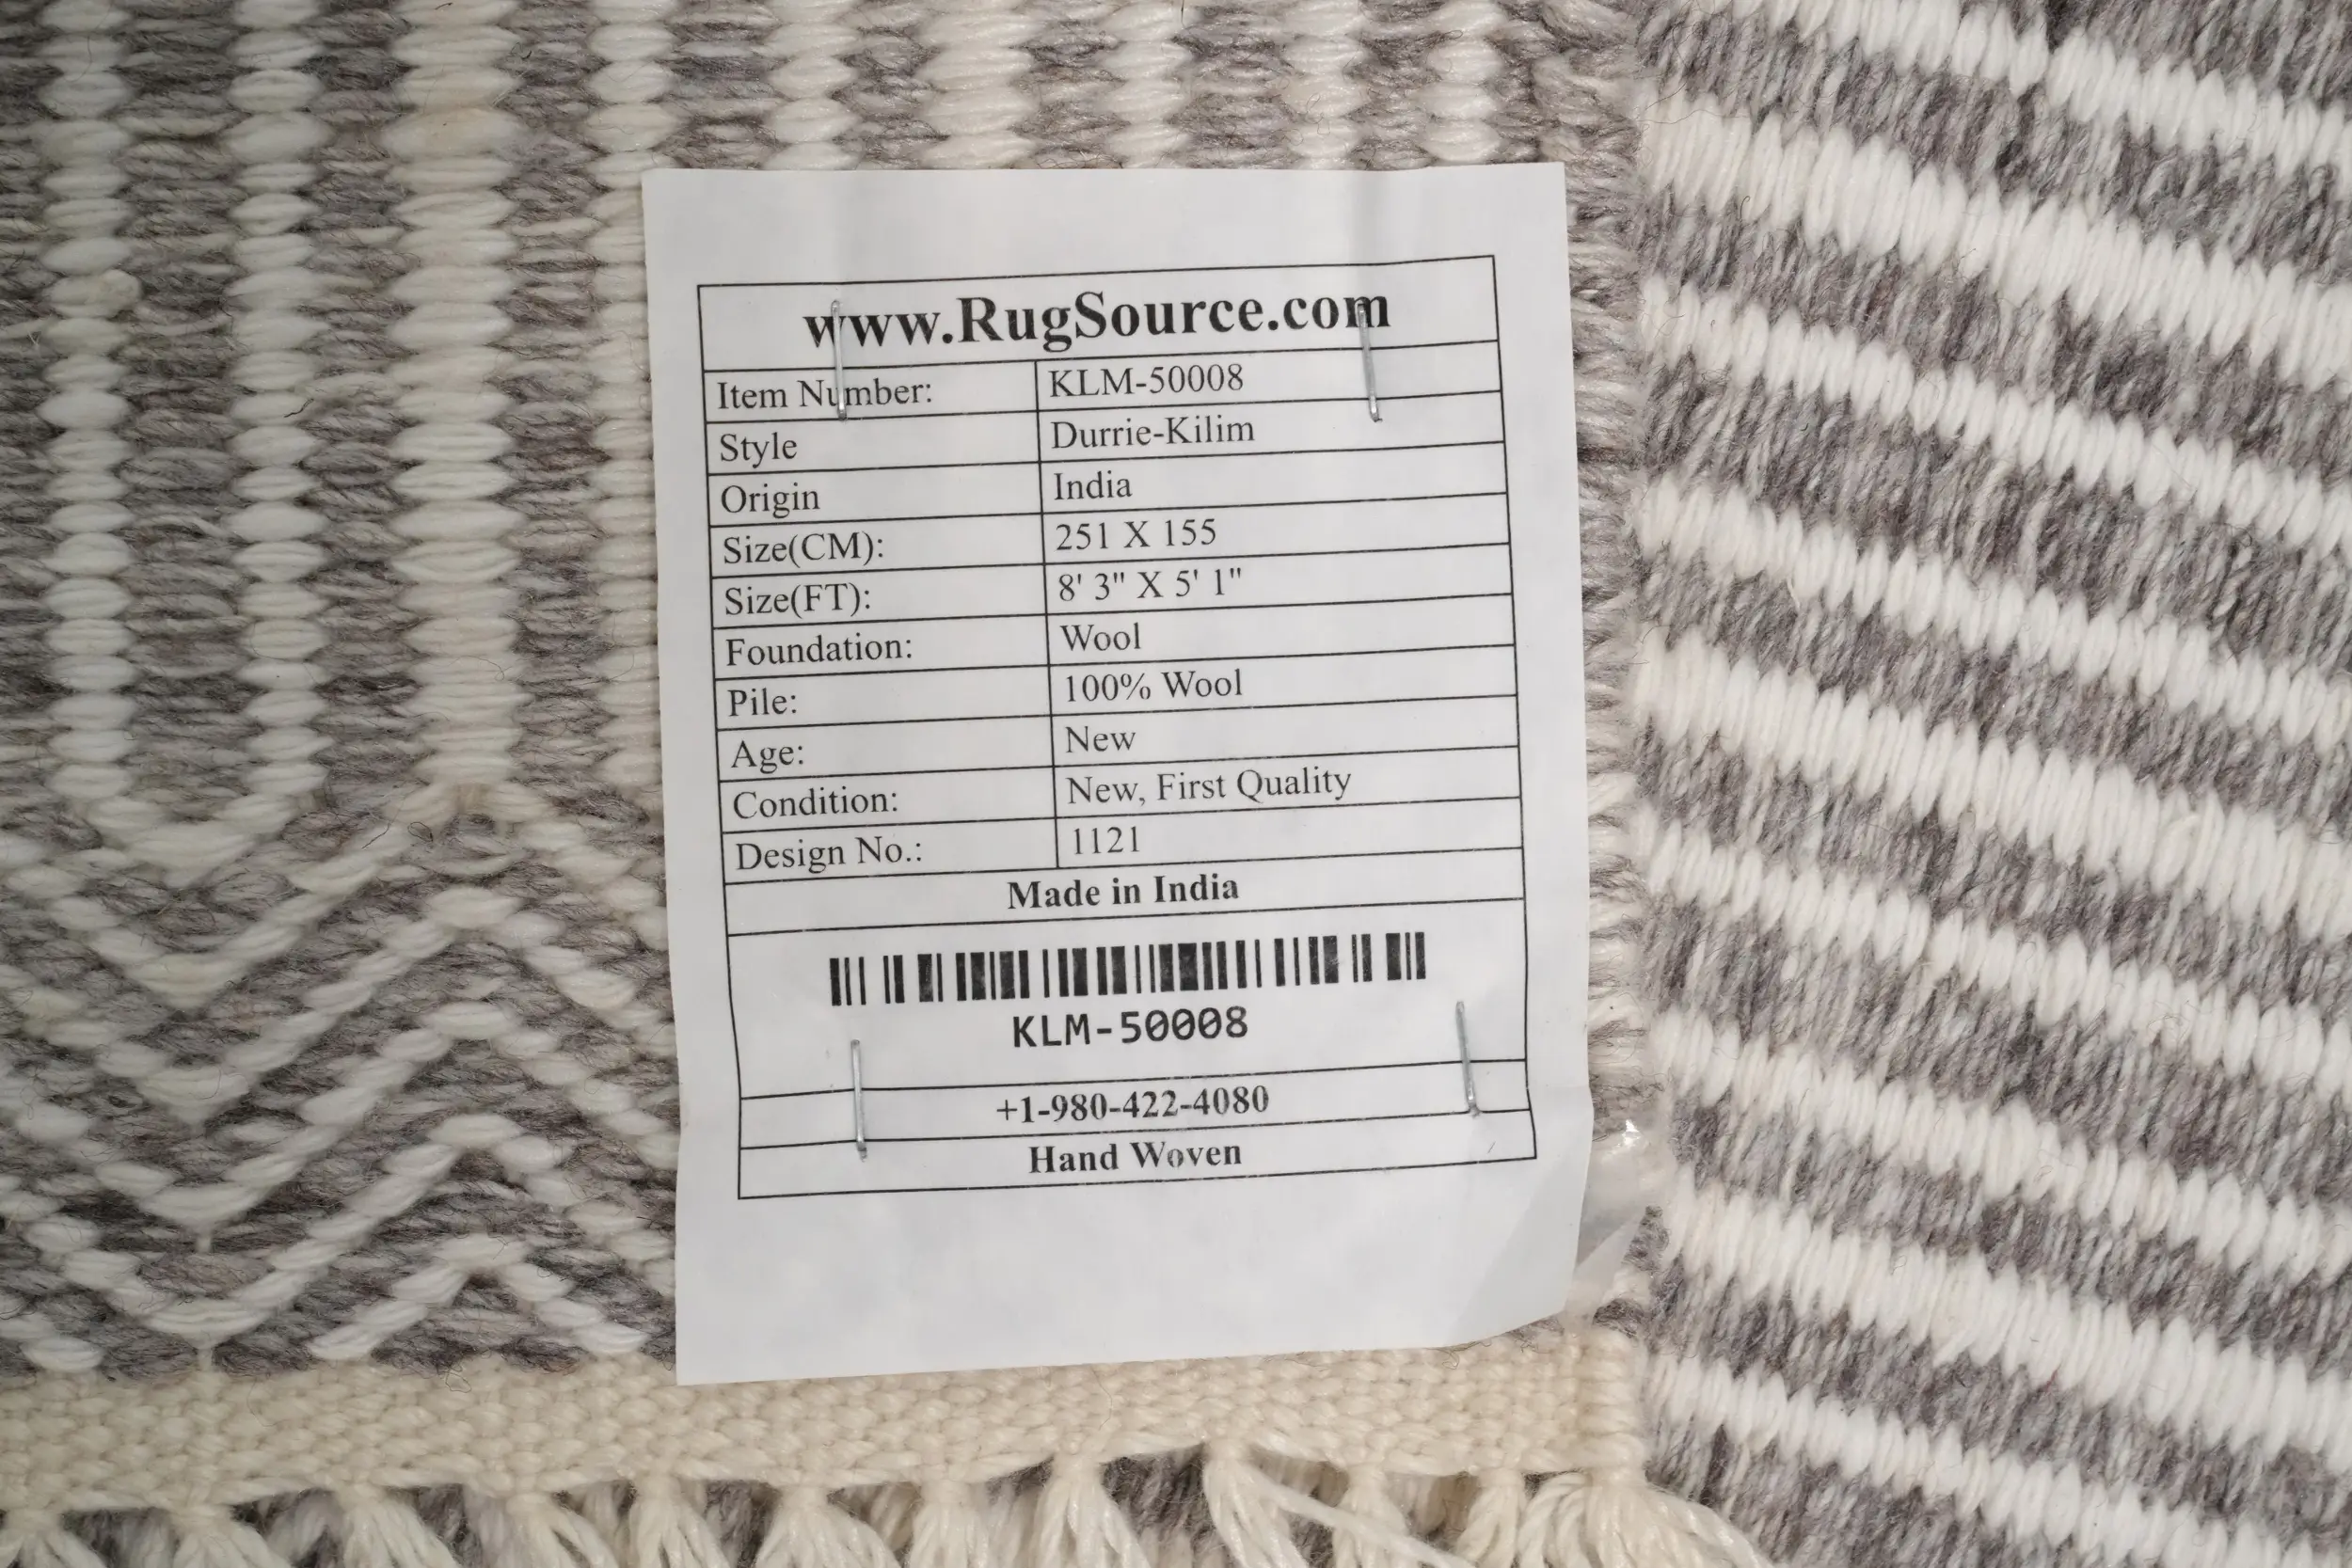 www.RugSource.com
Item Number: KLM-50008
Style Durrie-Kilim
Origin India
Size(CM): 251 X 155
Size(FT): 8' 3" X 5' 1"
Foundation: Wool
Pile: 100% Wool
Age: New
Condition: New, First Quality
Design No.: 1121
Made in India
KLM-50008
+1-980-422-4080
Hand Woven